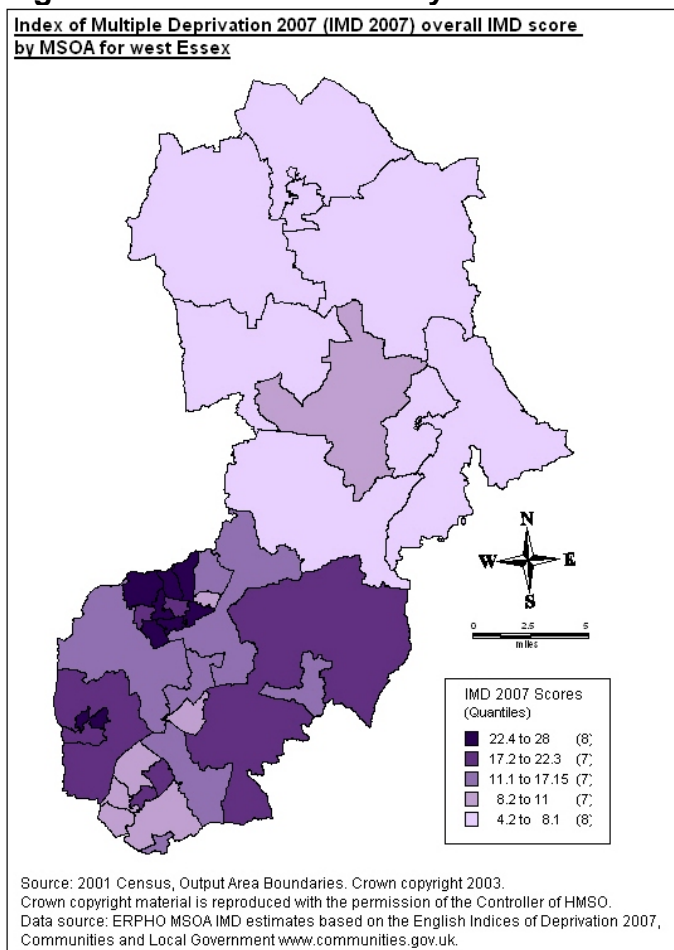 Index of Multiple Deprivation 2007 (IMD 2007) overall IMD score
by MSOA for west Essex
N
W E
S
0 2.5 5
miles
IMD 2007 Scores
(Quantiles)
22.4 to 28 (8)
17.2 to 22.3 (7)
11.1 to 17.15 (7)
8.2 to 11 (7)
4.2 to 8.1 (8)
Source: 2001 Census, Output Area Boundaries. Crown copyright 2003.
Crown copyright material is reproduced with the permission of the Controller of HMSO.
Data source: ERPHO MSOA IMD estimates based on the English Indices of Deprivation 2007,
Communities and Local Government www.communities.gov.uk.